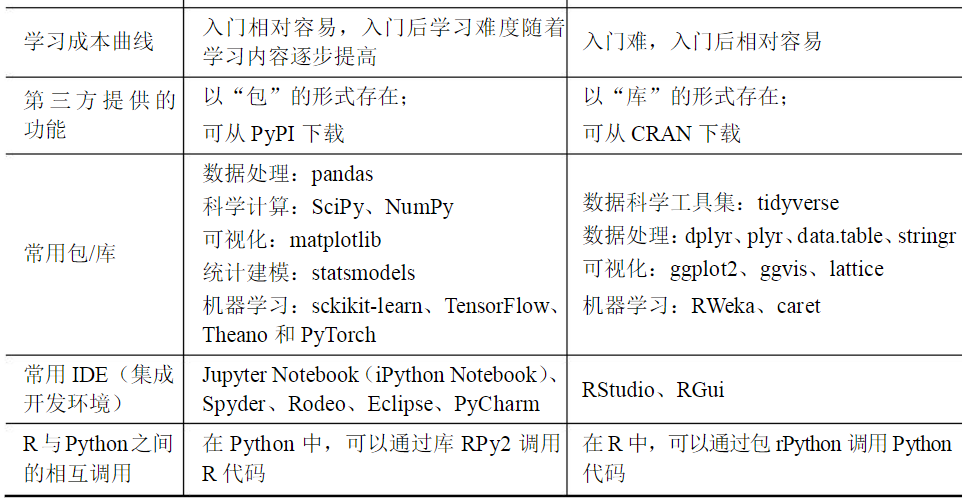 学习成本曲线
入门相对容易，入门后学习难度随着
学习内容逐步提高
入门难，入门后相对容易
第三方提供的
功能
以“包”的形式存在；
可从 PyPI 下载
以“库”的形式存在；
可从 CRAN 下载
常用包/库
数据处理：pandas
科学计算：SciPy、NumPy
可视化：matplotlib
统计建模：statsmodels
机器学习：sckikit-learn、TensorFlow、
Theano 和 PyTorch
数据科学工具集：tidyverse
数据处理：dplyr、plyr、data.table、stringr
可视化：ggplot2、ggvis、lattice
机器学习：RWeka、caret
常用 IDE（集成
开发环境）
Jupyter Notebook（iPython Notebook）、
Spyder、Rodeo、Eclipse、PyCharm
RStudio、RGui
R 与Python之间
的相互调用
在 Python 中，可以通过库 RPy2 调用
R 代码
在 R 中，可以通过包 rPython 调用 Python
代码